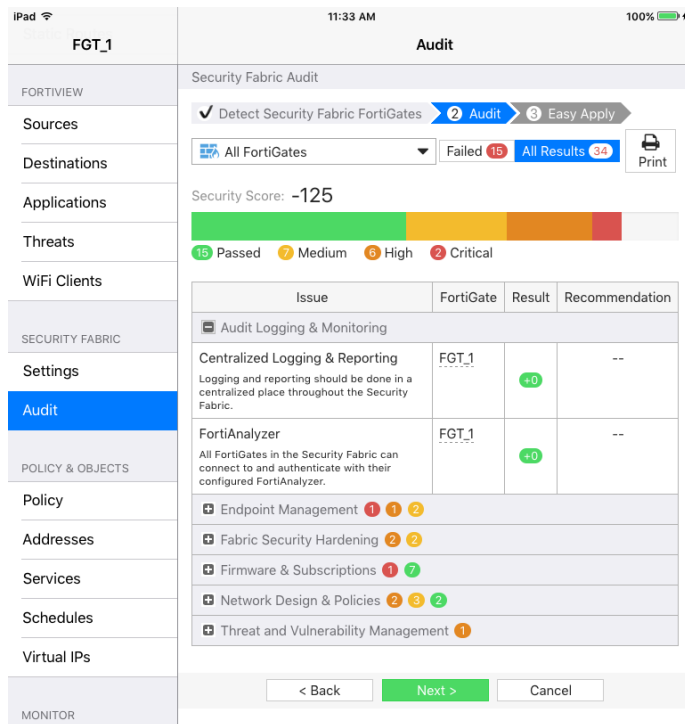 iPad
11:33 AM
100%
FGT_1
Audit
FORTIVIEW
Sources
Destinations
Applications
Threats
WiFi Clients
SECURITY FABRIC
Settings
Audit
POLICY & OBJECTS
Policy
Addresses
Services
Schedules
Virtual IPs
MONITOR
Security Fabric Audit
Detect Security Fabric FortiGates 2 Audit 3 Easy Apply
All FortiGates Failed 15 All Results 34 Print
Security Score: -125
15 Passed 7 Medium 6 High 2 Critical
Issue FortiGate Result Recommendation
Audit Logging & Monitoring
Centralized Logging & Reporting FGT_1 +0 --
Logging and reporting should be done in a
centralized place throughout the Security
Fabric.
FortiAnalyzer FGT_1 +0 --
All FortiGates in the Security Fabric can
connect to and authenticate with their
configured FortiAnalyzer.
Endpoint Management 1 1 2
Fabric Security Hardening 2 2
Firmware & Subscriptions 1 7
Network Design & Policies 2 3 2
Threat and Vulnerability Management 1
< Back Next > Cancel